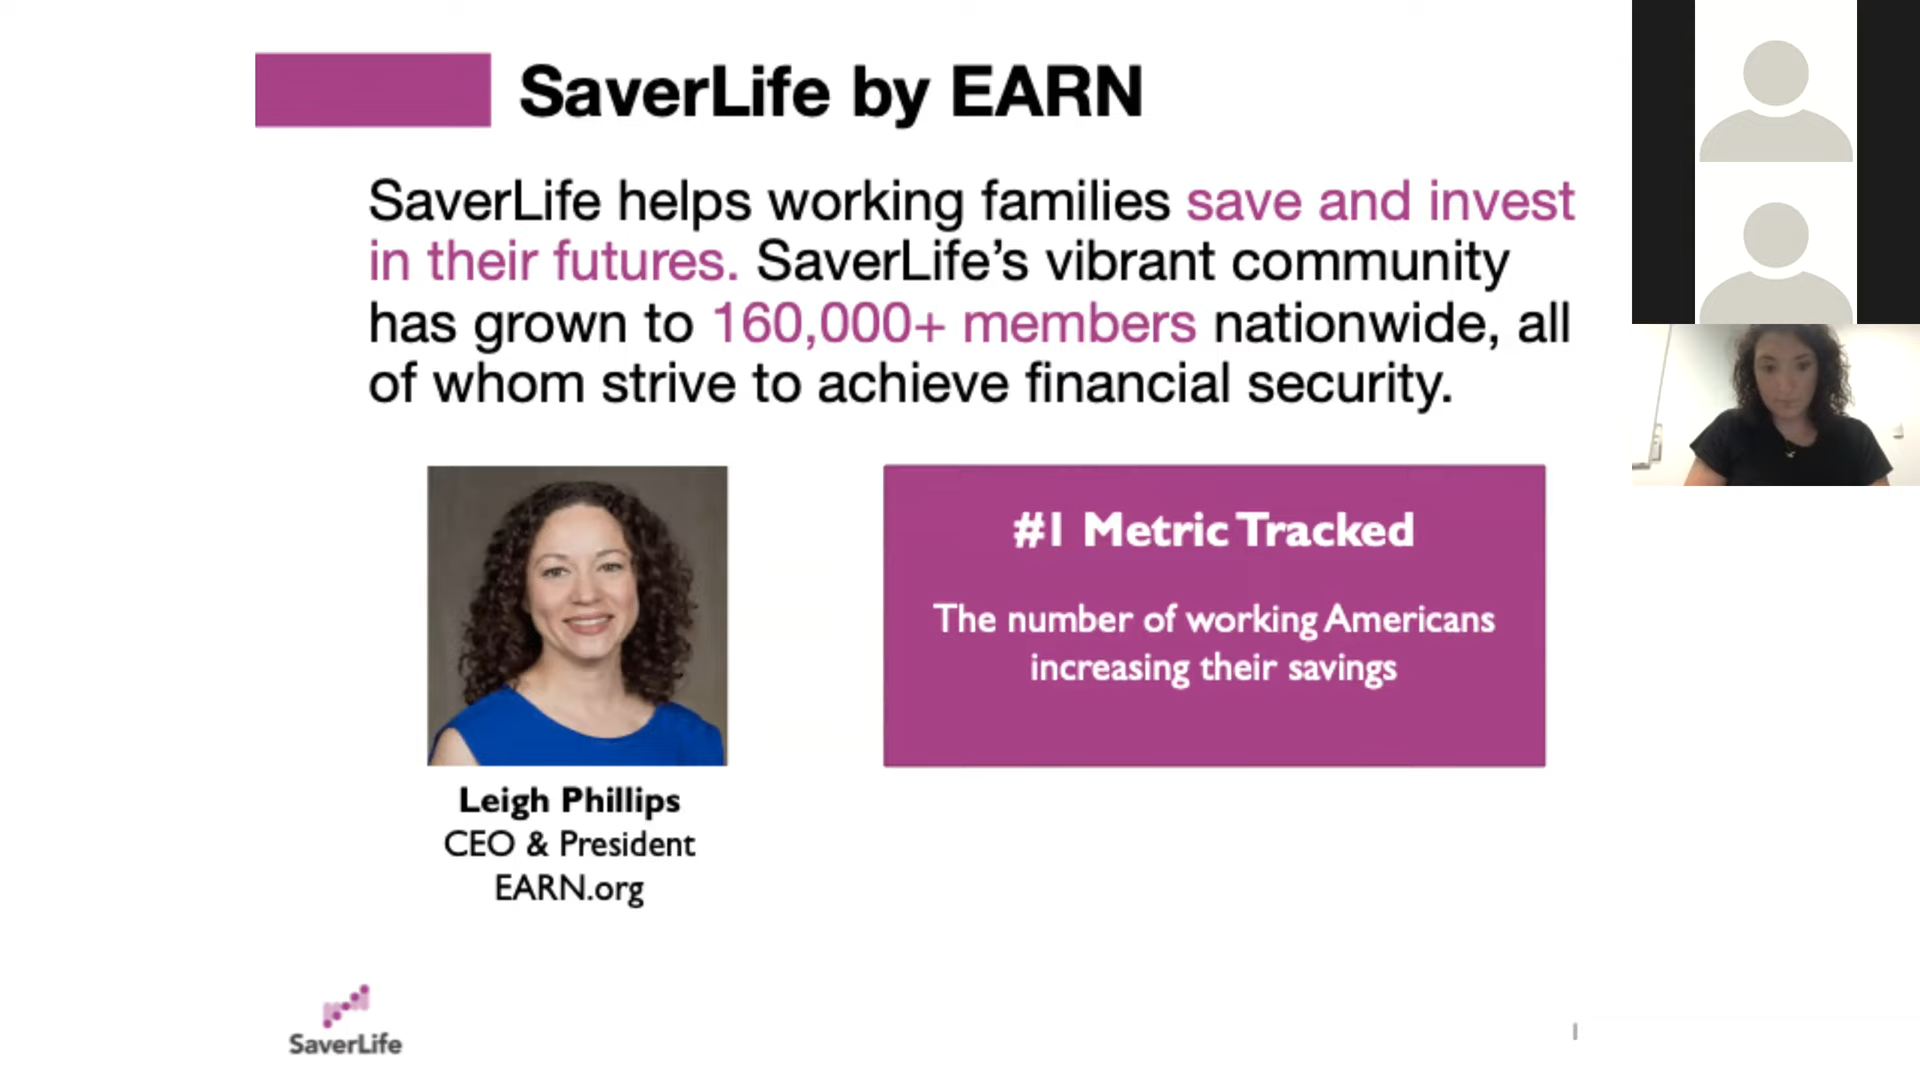 SaverLife by EARN
SaverLife helps working families save and invest
in their futures. SaverLife’s vibrant community
has grown to 160,000+ members nationwide, all
of whom strive to achieve financial security.
#1 Metric Tracked
The number of working Americans
increasing their savings
Leigh Phillips
CEO & President
EARN.org
SaverLife
1